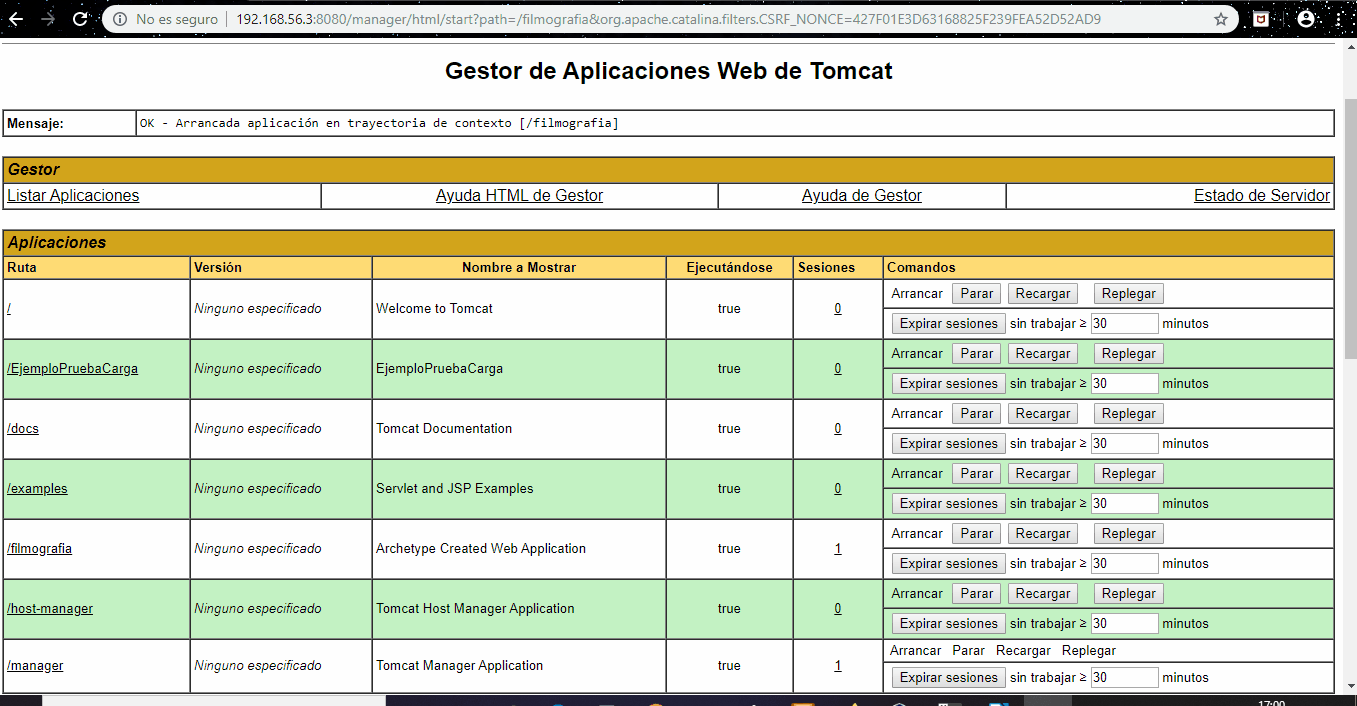 No es seguro 192.168.56.3:8080/manager/html/start?path=/filmografia&org.apache.catalina.filters.CSRF_NONCE=427F01E3D63168825F239FEA52D52AD9
Gestor de Aplicaciones Web de Tomcat
Mensaje: OK - Arrancada aplicación en trayectoria de contexto [/filmografia]
Gestor
Listar Aplicaciones Ayuda HTML de Gestor Ayuda de Gestor Estado de Servidor
Aplicaciones
Ruta Versión Nombre a Mostrar Ejecutándose Sesiones Comandos
/ Ninguno especificado Welcome to Tomcat true 0 Arrancar Parar Recargar Replegar
Expirar sesiones sin trabajar ≥ 30 minutos
/EjemploPruebaCarga Ninguno especificado EjemploPruebaCarga true 0 Arrancar Parar Recargar Replegar
Expirar sesiones sin trabajar ≥ 30 minutos
/docs Ninguno especificado Tomcat Documentation true 0 Arrancar Parar Recargar Replegar
Expirar sesiones sin trabajar ≥ 30 minutos
/examples Ninguno especificado Servlet and JSP Examples true 0 Arrancar Parar Recargar Replegar
Expirar sesiones sin trabajar ≥ 30 minutos
/filmografia Ninguno especificado Archetype Created Web Application true 1 Arrancar Parar Recargar Replegar
Expirar sesiones sin trabajar ≥ 30 minutos
/host-manager Ninguno especificado Tomcat Host Manager Application true 0 Arrancar Parar Recargar Replegar
Expirar sesiones sin trabajar ≥ 30 minutos
/manager Ninguno especificado Tomcat Manager Application true 1 Arrancar Parar Recargar Replegar
Expirar sesiones sin trabajar ≥ 30 minutos
17:00